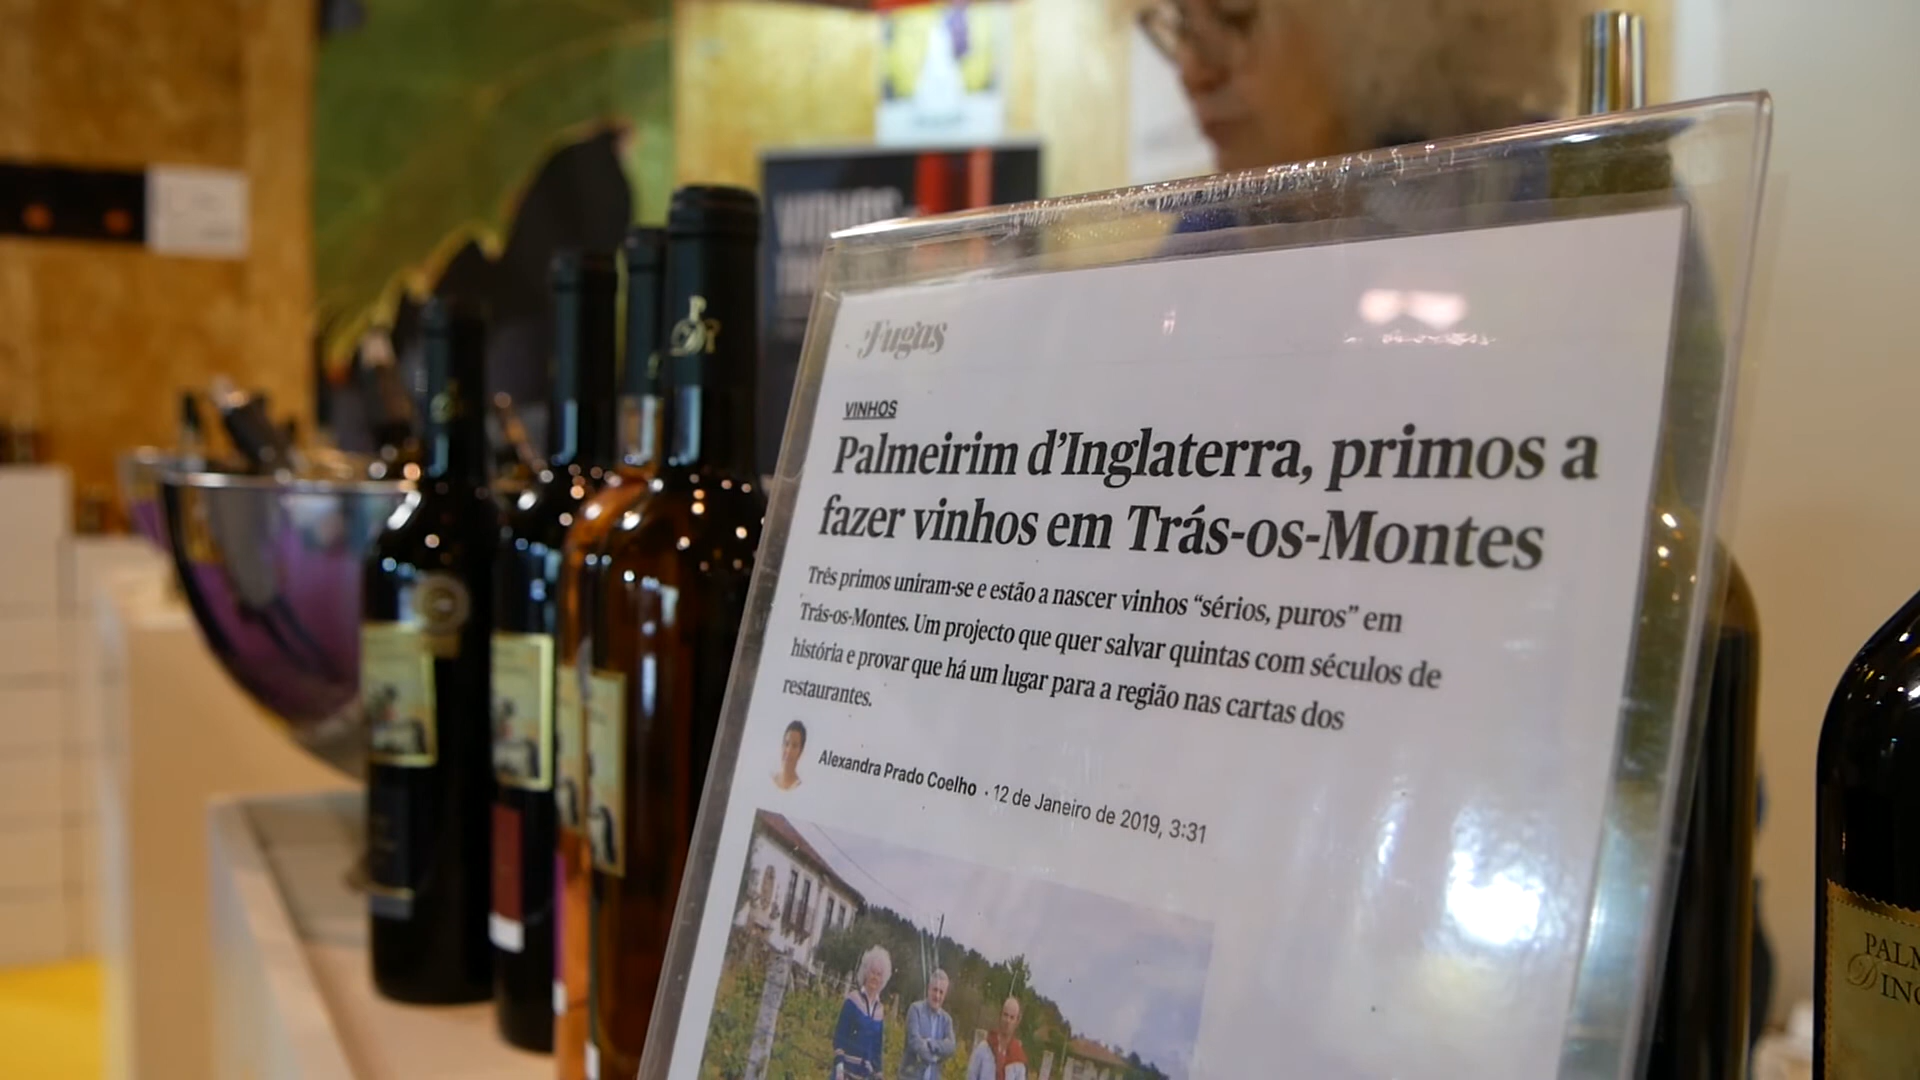 Fugas
VINHOS
Palmeirim d'Inglaterra, primos a
fazer vinhos em Trás-os-Montes
Três primos uniram-se e estão a nascer vinhos “sérios, puros” em
Trás-os-Montes. Um projecto que quer salvar quintas com séculos de
história e provar que há um lugar para a região nas cartas dos
restaurantes.
Alexandra Prado Coelho · 12 de Janeiro de 2019, 3:31